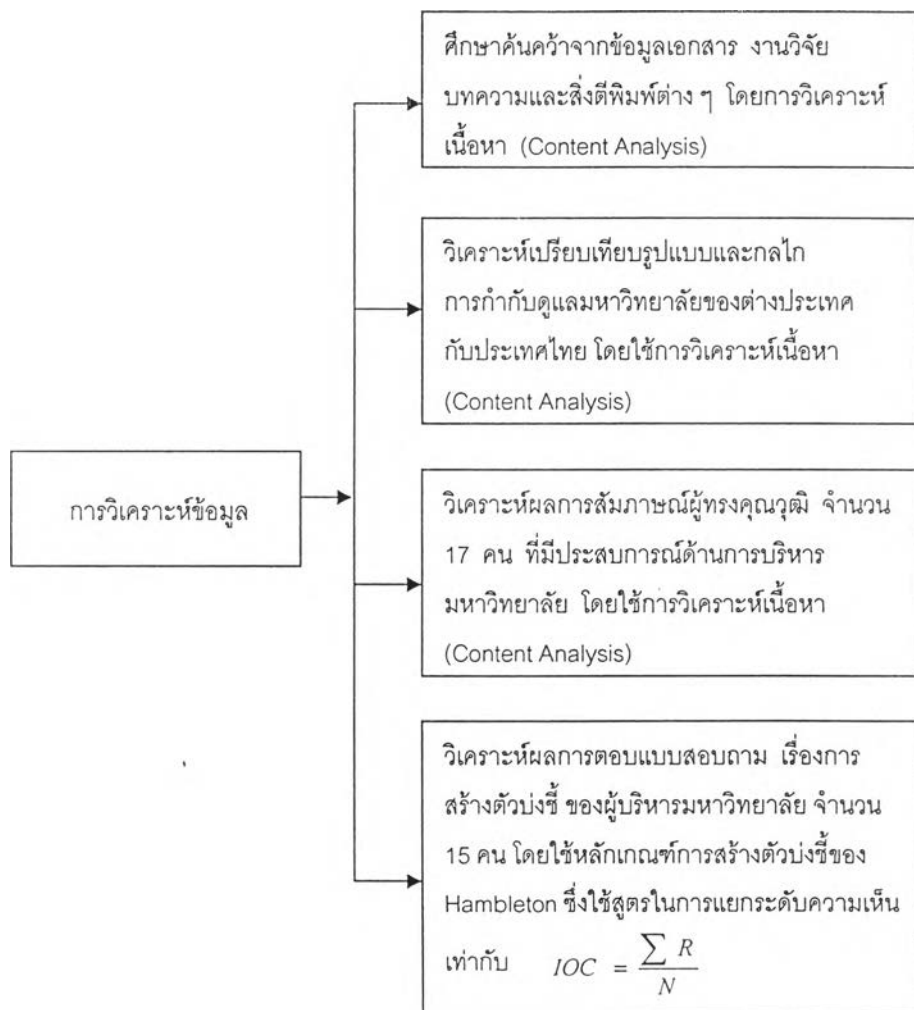 ศึกษาค้นคว้าจากข้อมูลเอกสาร งานวิจัย
บทความและสิ่งตีพิมพ์ต่าง ๆ โดยการวิเคราะห์
เนื้อหา (Content Analysis)
วิเคราะห์เปรียบเทียบรูปแบบและกลไก
การกำกับดูแลมหาวิทยาลัยของต่างประเทศ
กับประเทศไทย โดยใช้การวิเคราะห์เนื้อหา
(Content Analysis)
การวิเคราะห์ข้อมูล
วิเคราะห์ผลการสัมภาษณ์ผู้ทรงคุณวุฒิ จำนวน
17 คน ที่มีประสบการณ์ด้านการบริหาร
มหาวิทยาลัย โดยใช้การวิเคราะห์เนื้อหา
(Content Analysis)
วิเคราะห์ผลการตอบแบบสอบถาม เรื่องการ
สร้างตัวบ่งชี้ ของผู้บริหารมหาวิทยาลัย จำนวน
15 คน โดยใช้หลักเกณฑ์การสร้างตัวบ่งชี้ของ
Hambleton ซึ่งใช้สูตรในการแยกระดับความเห็น
เท่ากับ IOC = ∑ R / N